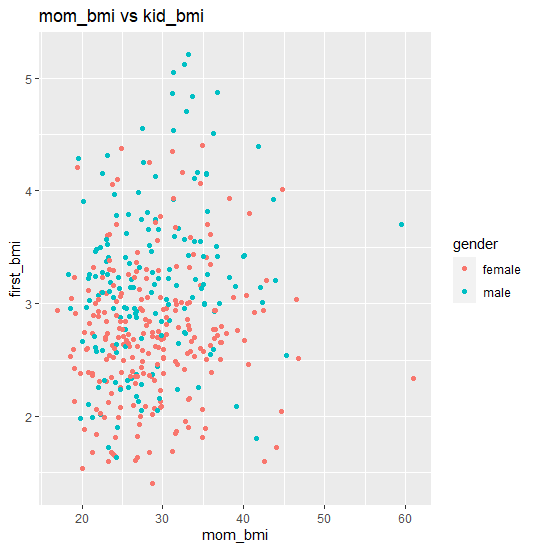 mom_bmi vs kid_bmi
5
4
3
2
first_bmi
20 30 40 50 60
mom_bmi
gender
female
male